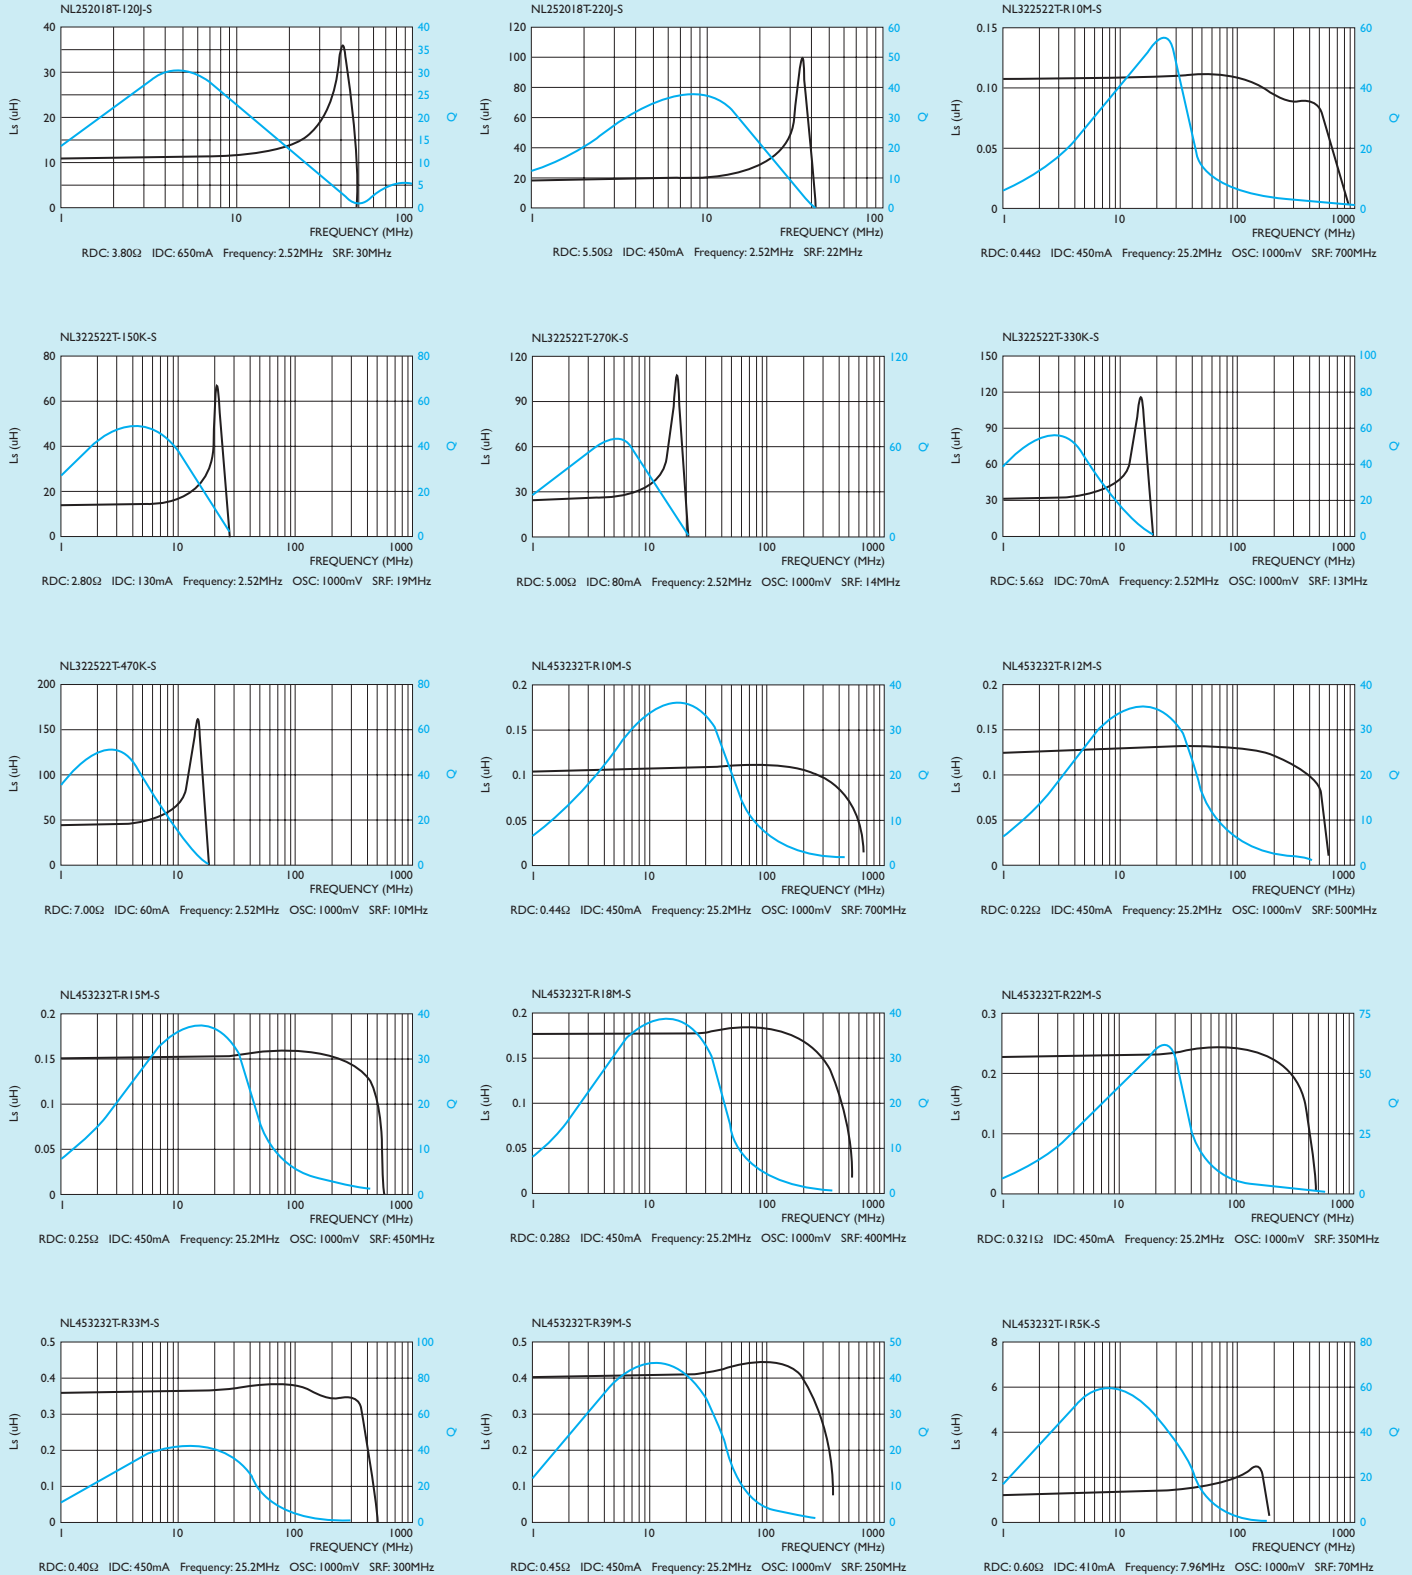 NL252018T-120J-S
40 40
35
30 30
25
20 20
15
10 10
5
0 0
Ls (uH) Q
1 10 100
FREQUENCY (MHz)
RDC: 3.80Ω IDC: 650mA Frequency: 2.52MHz SRF: 30MHz
NL252018T-220J-S
120 60
100 50
80 40
60 30
40 20
20 10
0 0
Ls (uH) Q
1 10 100
FREQUENCY (MHz)
RDC: 5.50Ω IDC: 450mA Frequency: 2.52MHz SRF: 22MHz
NL322522T-R10M-S
0.15 60
0.10 40
0.05 20
0 0
Ls (uH) Q
1 10 100 1000
FREQUENCY (MHz)
RDC: 0.44Ω IDC: 450mA Frequency: 25.2MHz OSC: 1000mV SRF: 700MHz
NL322522T-150K-S
80 80
60 60
40 40
20 20
0 0
Ls (uH) Q
1 10 100 1000
FREQUENCY (MHz)
RDC: 2.80Ω IDC: 130mA Frequency: 2.52MHz OSC: 1000mV SRF: 19MHz
NL322522T-270K-S
120 120
90
60 60
30
0 0
Ls (uH) Q
1 10 100 1000
FREQUENCY (MHz)
RDC: 5.00Ω IDC: 80mA Frequency: 2.52MHz OSC: 1000mV SRF: 14MHz
NL322522T-330K-S
150 100
120 80
90 60
60 40
30 20
0 0
Ls (uH) Q
1 10 100 1000
FREQUENCY (MHz)
RDC: 5.6Ω IDC: 70mA Frequency: 2.52MHz OSC: 1000mV SRF: 13MHz
NL322522T-470K-S
200 80
150 60
100 40
50 20
0 0
Ls (uH) Q
1 10 100 1000
FREQUENCY (MHz)
RDC: 7.00Ω IDC: 60mA Frequency: 2.52MHz OSC: 1000mV SRF: 10MHz
NL453232T-R10M-S
0.2 40
0.15 30
0.1 20
0.05 10
0 0
Ls (uH) Q
1 10 100 1000
FREQUENCY (MHz)
RDC: 0.44Ω IDC: 450mA Frequency: 25.2MHz OSC: 1000mV SRF: 700MHz
NL453232T-R12M-S
0.2 40
0.15 30
0.1 20
0.05 10
0 0
Ls (uH) Q
1 10 100 1000
FREQUENCY (MHz)
RDC: 0.22Ω IDC: 450mA Frequency: 25.2MHz OSC: 1000mV SRF: 500MHz
NL453232T-R15M-S
0.2 40
0.15 30
0.1 20
0.05 10
0 0
Ls (uH) Q
1 10 100 1000
FREQUENCY (MHz)
RDC: 0.25Ω IDC: 450mA Frequency: 25.2MHz OSC: 1000mV SRF: 450MHz
NL453232T-R18M-S
0.2 40
0.15 30
0.1 20
0.05 10
0 0
Ls (uH) Q
1 10 100 1000
FREQUENCY (MHz)
RDC: 0.28Ω IDC: 450mA Frequency: 25.2MHz OSC: 1000mV SRF: 400MHz
NL453232T-R22M-S
0.3 75
0.2 50
0.1 25
0 0
Ls (uH) Q
1 10 100 1000
FREQUENCY (MHz)
RDC: 0.321Ω IDC: 450mA Frequency: 25.2MHz OSC: 1000mV SRF: 350MHz
NL453232T-R33M-S
0.5 100
0.4 80
0.3 60
0.2 40
0.1 20
0 0
Ls (uH) Q
1 10 100 1000
FREQUENCY (MHz)
RDC: 0.40Ω IDC: 450mA Frequency: 25.2MHz OSC: 1000mV SRF: 300MHz
NL453232T-R39M-S
0.5 50
0.4 40
0.3 30
0.2 20
0.1 10
0 0
Ls (uH) Q
1 10 100 1000
FREQUENCY (MHz)
RDC: 0.45Ω IDC: 450mA Frequency: 25.2MHz OSC: 1000mV SRF: 250MHz
NL453232T-1R5K-S
8 80
6 60
4 40
2 20
0 0
Ls (uH) Q
1 10 100 1000
FREQUENCY (MHz)
RDC: 0.60Ω IDC: 410mA Frequency: 7.96MHz OSC: 1000mV SRF: 70MHz